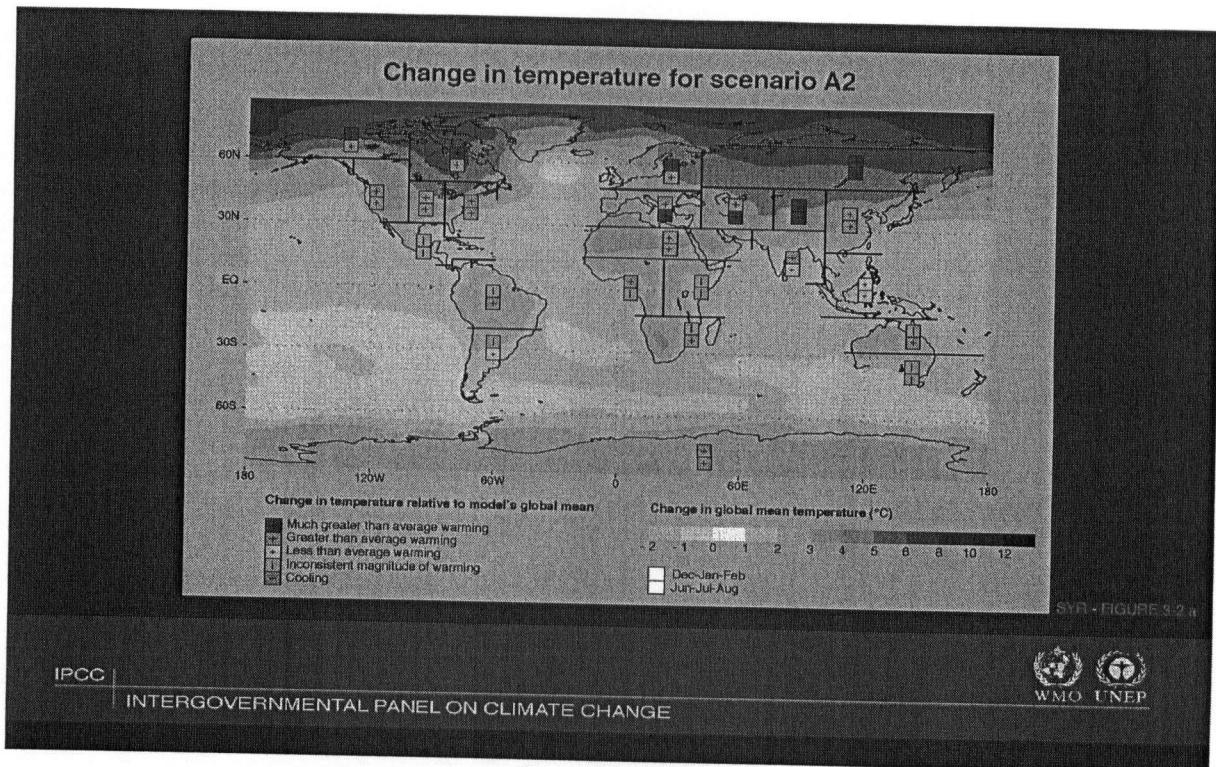 Change in temperature for scenario A2
60N
30N
EQ
30S
60S
180 120W 60W 0 60E 120E 180
Change in temperature relative to model's global mean
Much greater than average warming
Greater than average warming
Less than average warming
Inconsistent magnitude of warming
Cooling
Change in global mean temperature (°C)
- 2 - 1 0 1 2 3 4 5 6 8 10 12
Dec-Jan-Feb
Jun-Jul-Aug
SYR - FIGURE 3-2 a
IPCC
INTERGOVERNMENTAL PANEL ON CLIMATE CHANGE
WMO UNEP